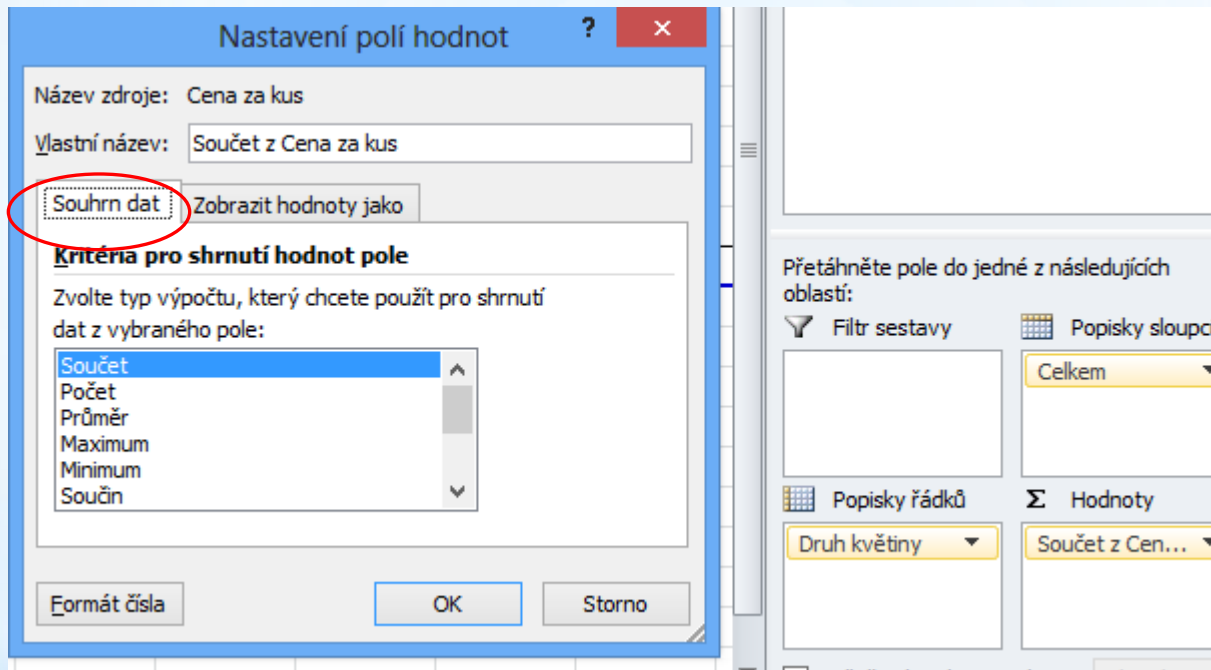 Nastavení polí hodnot
?
Název zdroje: Cena za kus
Vlastní název: Součet z Cena za kus
Souhrn dat
Zobrazit hodnoty jako
Kritéria pro shrnutí hodnot pole
Zvolte typ výpočtu, který chcete použít pro shrnutí
dat z vybraného pole:
Součet
Počet
Průměr
Maximum
Minimum
Součin
Formát čísla
OK
Storno
Přetáhněte pole do jedné z následujících
oblastí:
Filtr sestavy
Popisky sloupc
Celkem
Popisky řádků
Σ Hodnoty
Druh květiny
Součet z Cen...